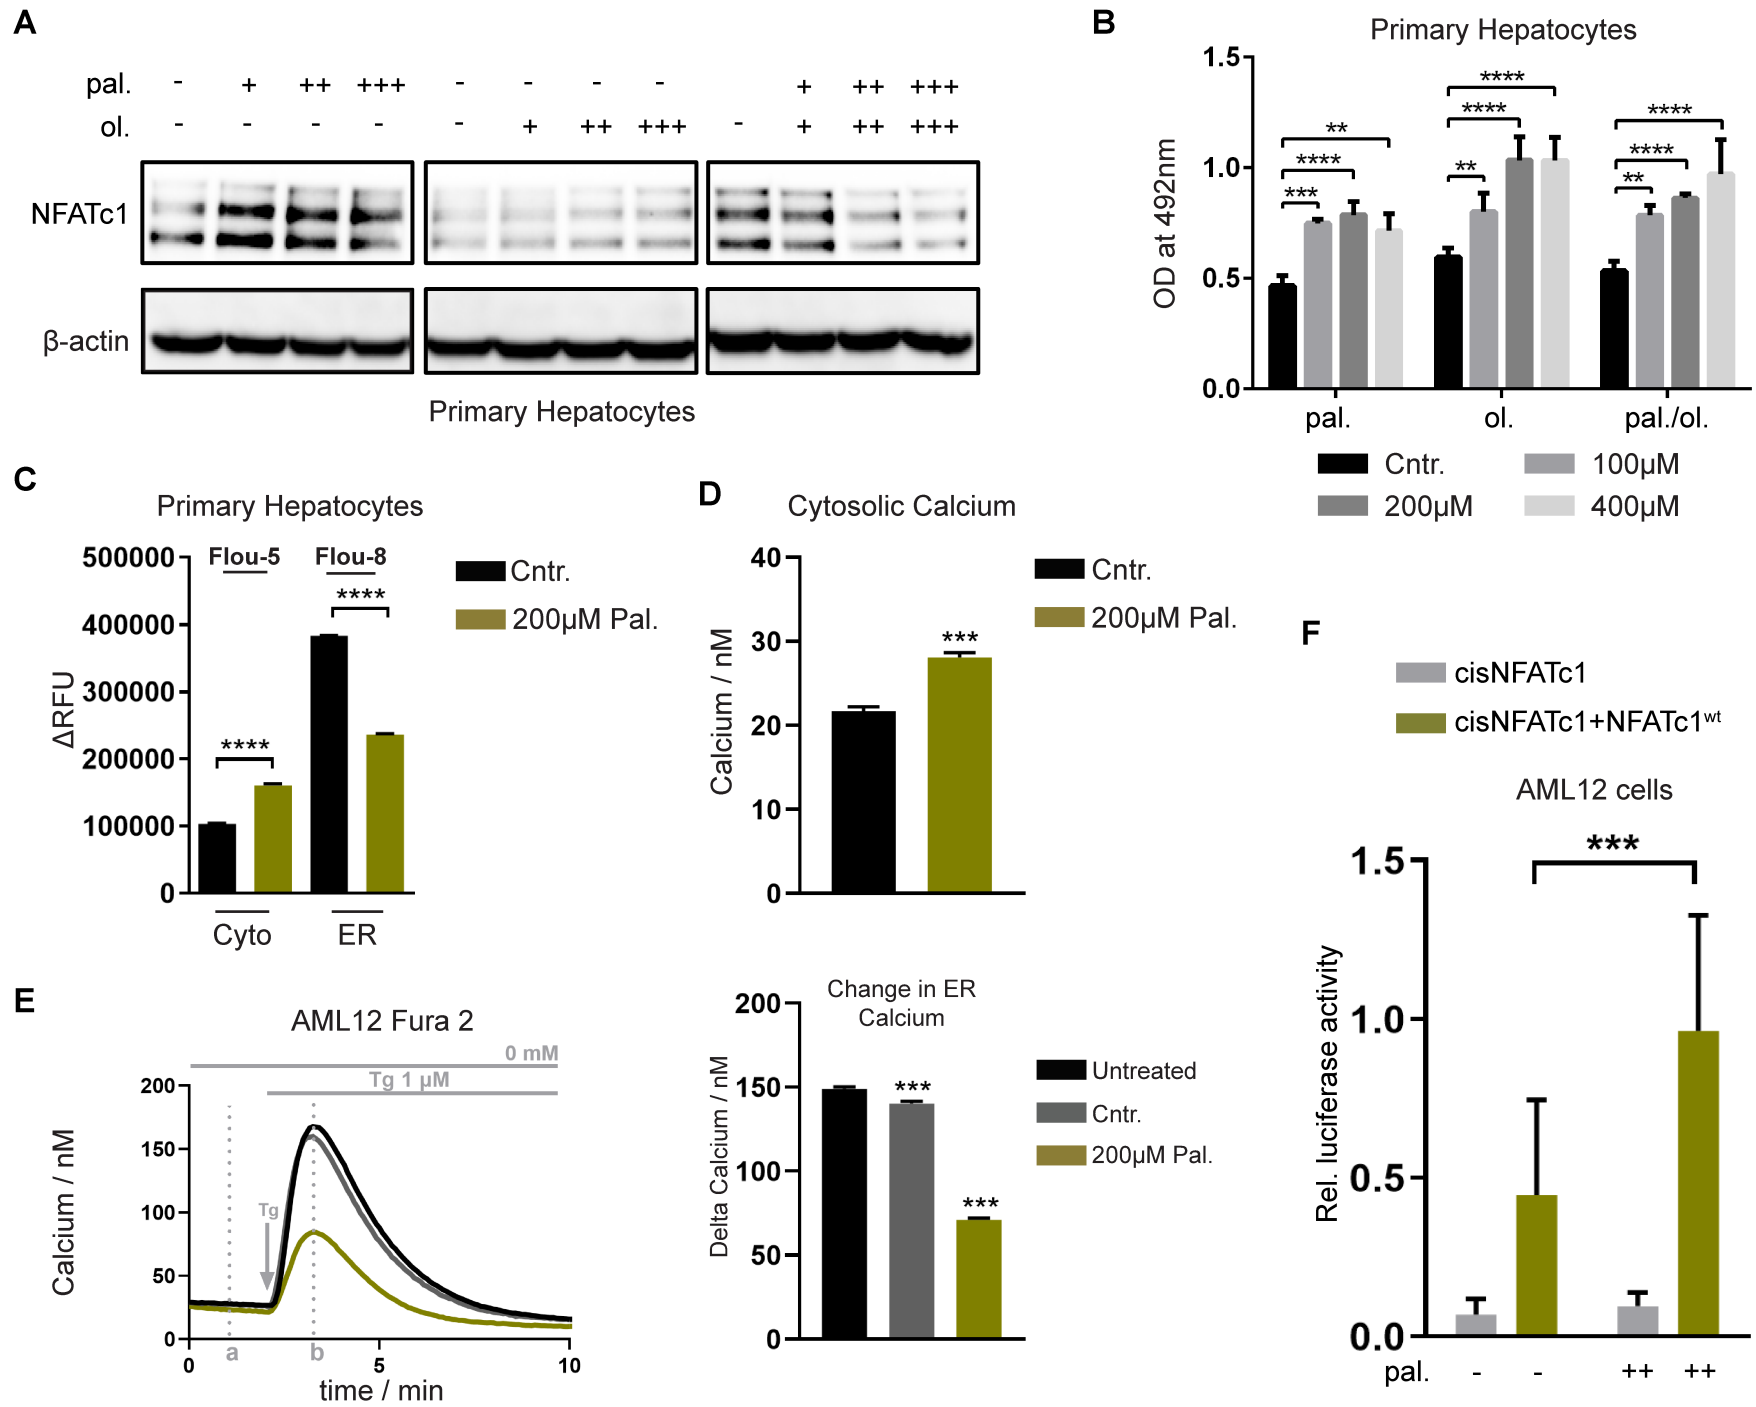 A
pal. - + ++ +++ - - - - + ++ +++
ol. - - - - - + ++ +++ - + ++ +++
NFATc1
β-actin
Primary Hepatocytes
B
Primary Hepatocytes
OD at 492nm
1.5
1.0
0.5
0.0
**
****
***
****
****
**
****
****
**
pal. ol. pal./ol.
Cntr. 100µM
200µM 400µM
C
Primary Hepatocytes
ΔRFU
500000
400000
300000
200000
100000
0
Flou-5 Flou-8
****
****
Cyto ER
Cntr.
200µM Pal.
D
Cytosolic Calcium
Calcium / nM
40
30
20
10
0
***
Cntr.
200µM Pal.
Change in ER
Calcium
Delta Calcium / nM
200
150
100
50
0
***
***
Untreated
Cntr.
200µM Pal.
E
AML12 Fura 2
0 mM
Tg 1 µM
Calcium / nM
200
150
100
50
0
Tg
a b
0 5 10
time / min
F
cisNFATc1
cisNFATc1+NFATc1wt
AML12 cells
Rel. luciferase activity
1.5
1.0
0.5
0.0
***
pal. - - ++ ++